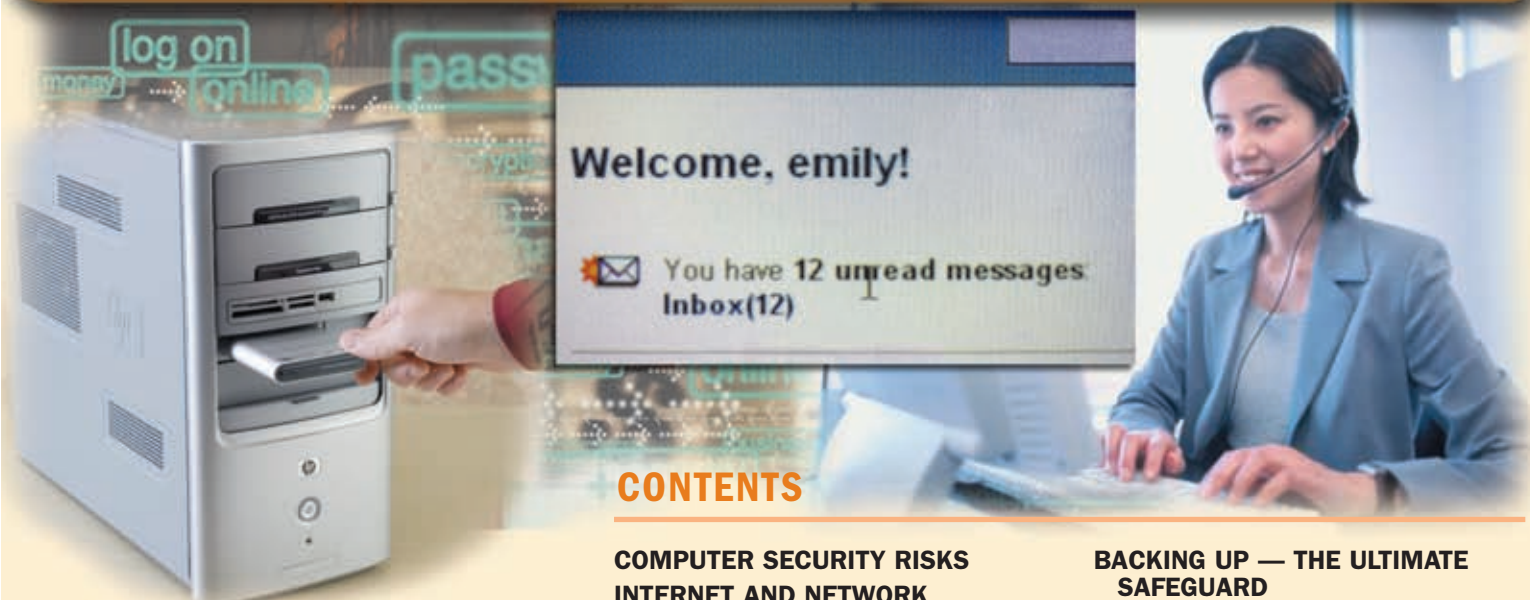 log on
money
online
Welcome, emily!
You have 12 unread messages
Inbox(12)
CONTENTS
COMPUTER SECURITY RISKS
INTERNET AND NETWORK
BACKING UP — THE ULTIMATE
SAFEGUARD